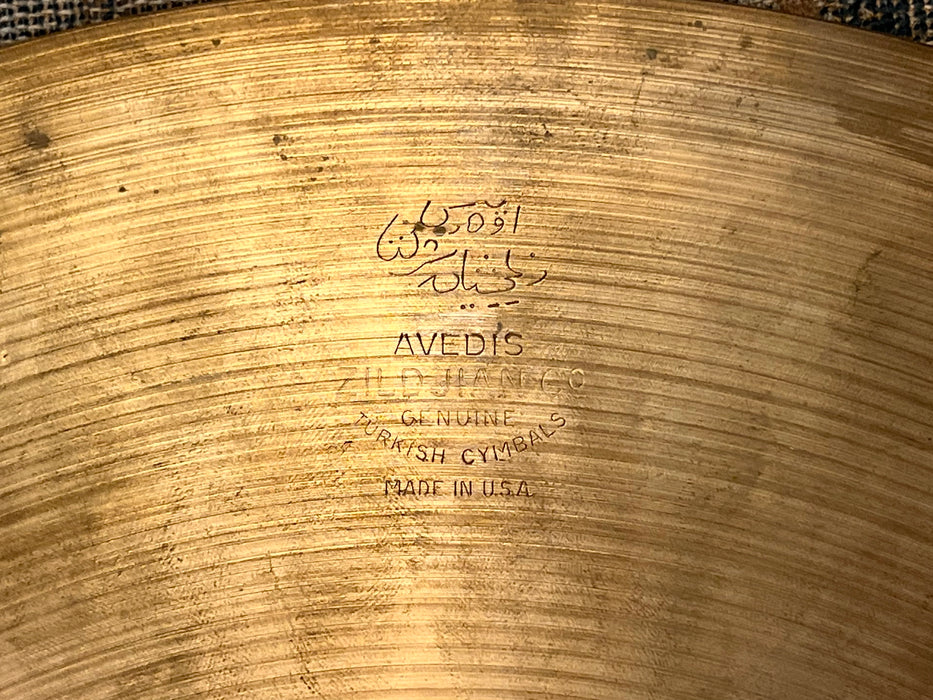 AVEDIS
ZILDJIAN CO
GENUINE
TURKISH CYMBALS
MADE IN U.S.A.